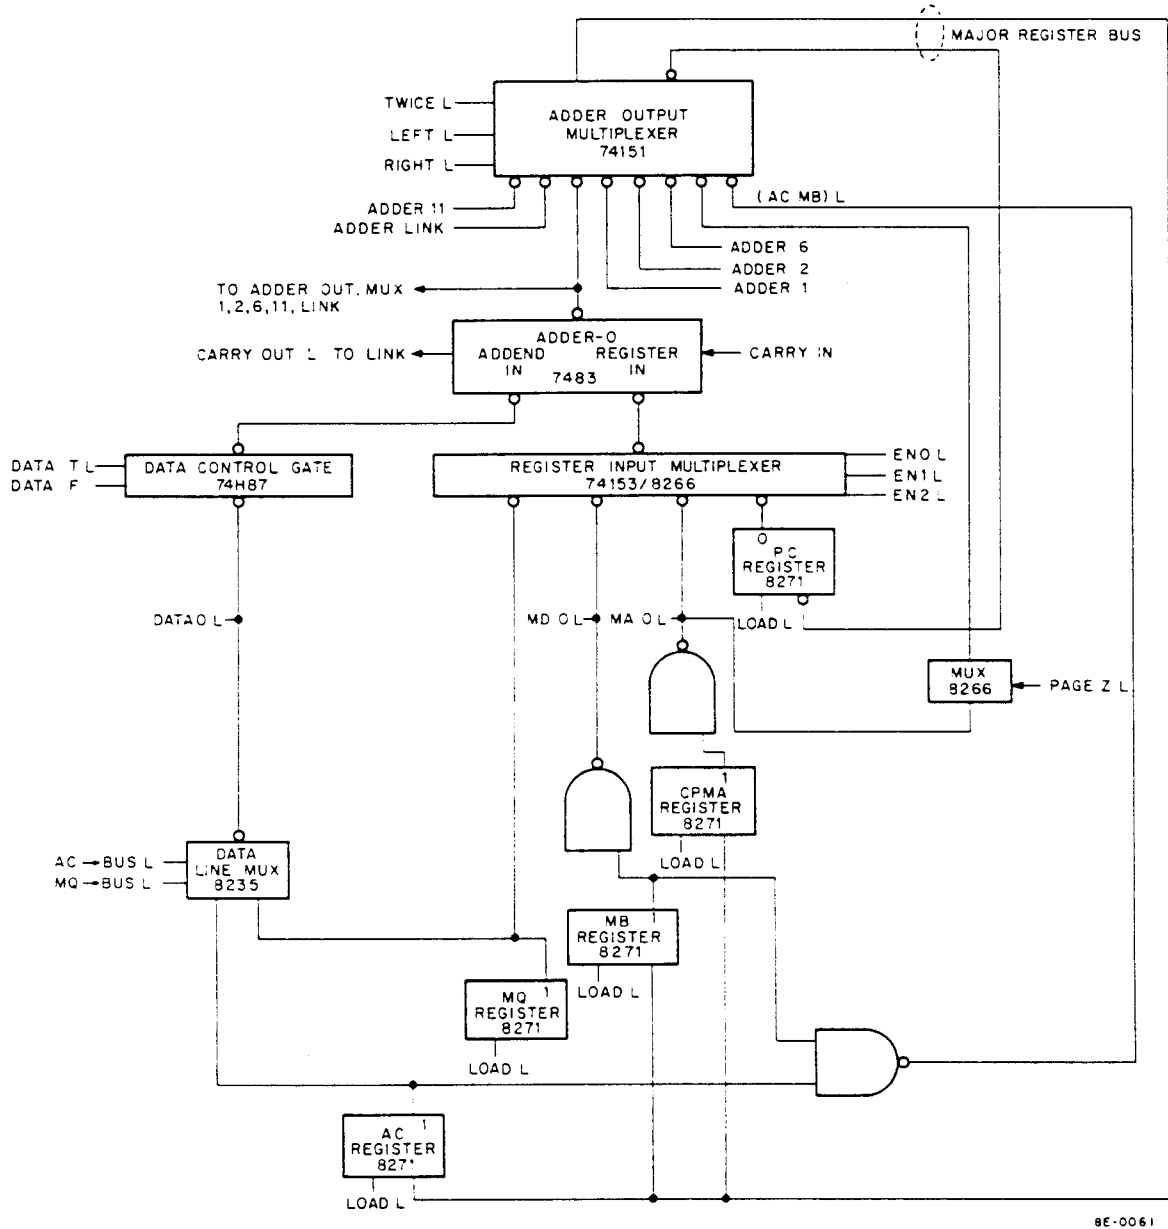 MAJOR REGISTER BUS
TWICE L
LEFT L
RIGHT L
ADDER OUTPUT
MULTIPLEXER
74151
(AC MB) L
ADDER 11
ADDER LINK
ADDER 6
ADDER 2
ADDER 1
TO ADDER OUT, MUX
1,2,6,11, LINK
CARRY OUT L TO LINK
ADDER-0
ADDEND REGISTER
IN IN
7483
CARRY IN
DATA T L
DATA F
DATA CONTROL GATE
74H87
REGISTER INPUT MULTIPLEXER
74153/8266
EN0 L
EN1 L
EN2 L
0
PC
REGISTER
8271
LOAD L
DATA0 L
MD 0 L
MA 0 L
MUX
8266
PAGE Z L
1
CPMA
REGISTER
8271
LOAD L
AC→BUS L
MQ→BUS L
DATA
LINE MUX
8235
MB
REGISTER
8271
LOAD L
MQ 1
REGISTER
8271
LOAD L
AC 1
REGISTER
8271
LOAD L
8E-0061